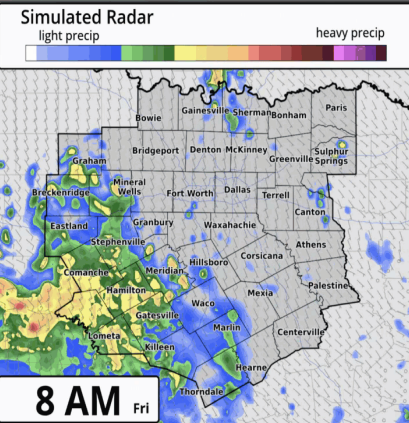 Simulated Radar
light precip heavy precip
Bowie
Gainesville Sherman Bonham Paris
Bridgeport Denton McKinney
Greenville Sulphur Springs
Graham
Breckenridge Mineral Wells
Fort Worth Dallas Terrell
Canton
Eastland Granbury Waxahachie
Stephenville Athens
Hillsboro Corsicana
Comanche Meridian
Hamilton Mexia Palestine
Gatesville Waco
Marlin Centerville
Lometa Killeen
Hearne
Thorndale
8 AM Fri